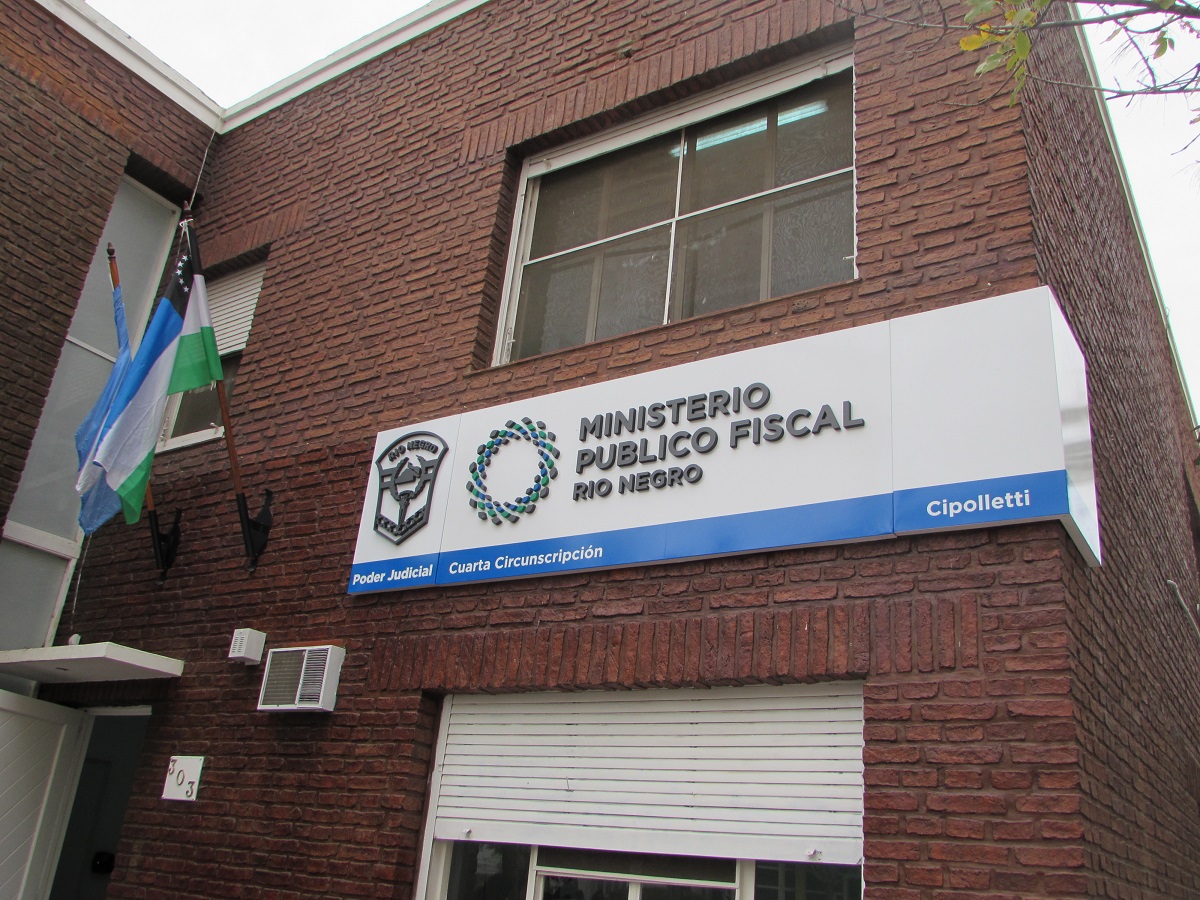 RIO NEGRO
MINISTERIO
PUBLICO FISCAL
RIO NEGRO
Poder Judicial
Cuarta Circunscripción
Cipolletti
303